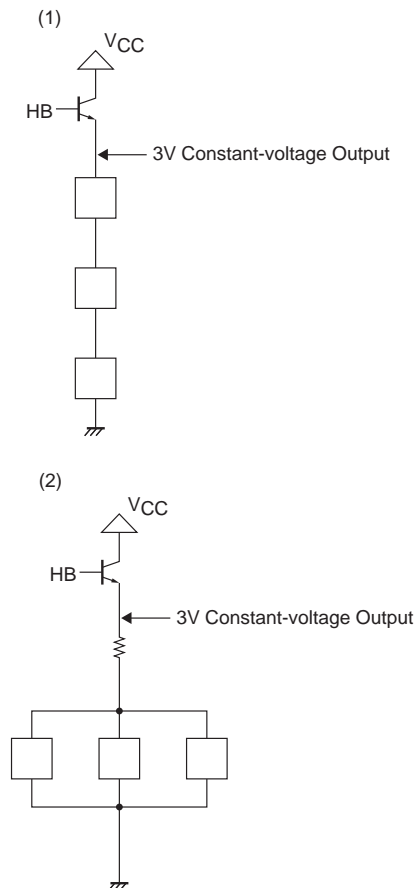 (1)
VCC
HB
3V Constant-voltage Output
(2)
VCC
HB
3V Constant-voltage Output